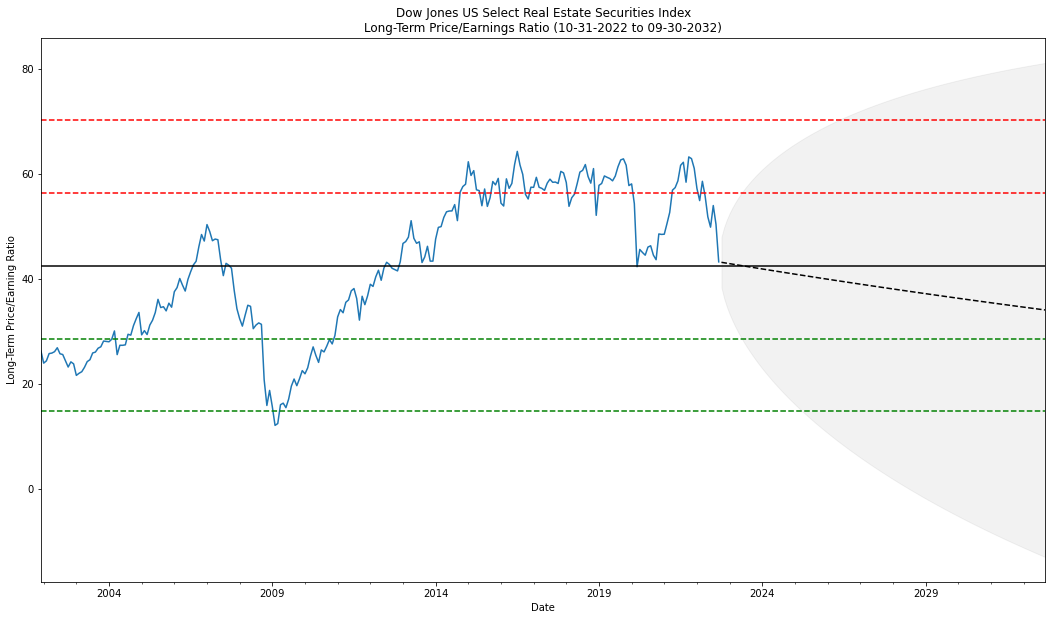 Dow Jones US Select Real Estate Securities Index
Long-Term Price/Earnings Ratio (10-31-2022 to 09-30-2032)
Long-Term Price/Earning Ratio
80
60
40
20
0
2004 2009 2014 2019 2024 2029
Date